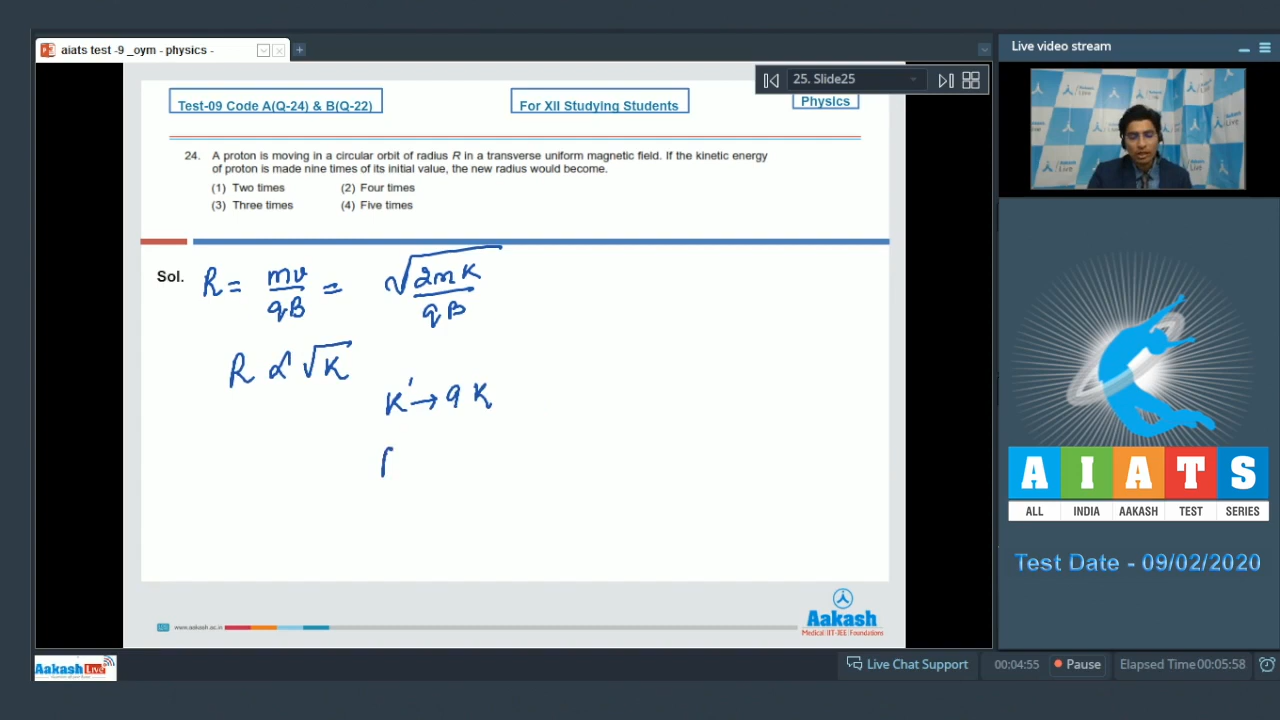 aiats test -9 _oym - physics -
Live video stream
25. Slide25
Test-09 Code A(Q-24) & B(Q-22)
For XII Studying Students
Physics
24. A proton is moving in a circular orbit of radius R in a transverse uniform magnetic field. If the kinetic energy
of proton is made nine times of its initial value, the new radius would become.
(1) Two times (2) Four times
(3) Three times (4) Five times
Sol. R = mv/qB = √2mK/qB
R ∝ √K
K' → 9 K
A I A T S
ALL INDIA AAKASH TEST SERIES
Test Date - 09/02/2020
www.aakash.ac.in
Aakash
Medical|IIT-JEE|Foundations
Aakash Live
Live Chat Support
00:04:55
Pause
Elapsed Time 00:05:58